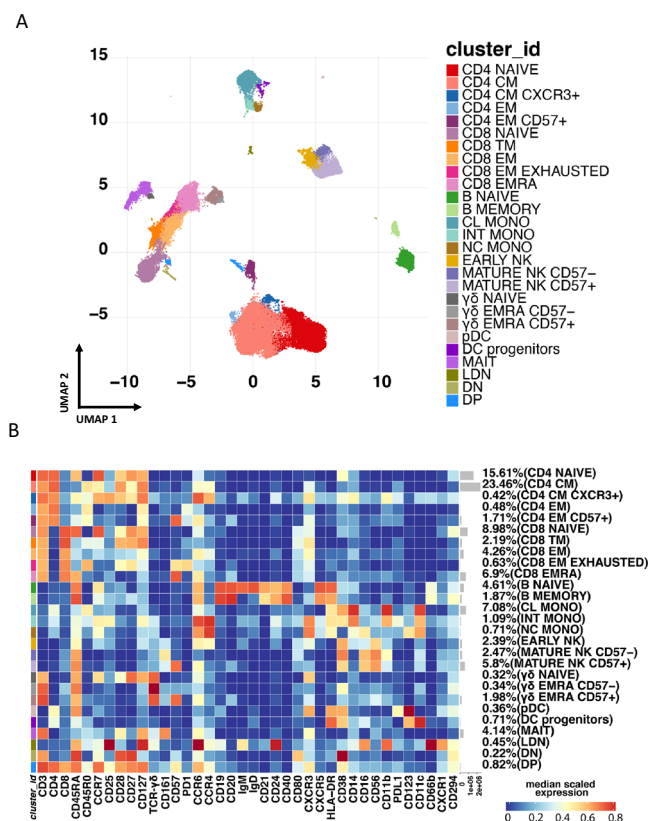 A
15
10
5
0
−5
−10
−5
0
5
10
UMAP 2
UMAP 1
cluster_id
CD4 NAIVE
CD4 CM
CD4 CM CXCR3+
CD4 EM
CD4 EM CD57+
CD8 NAIVE
CD8 TM
CD8 EM
CD8 EM EXHAUSTED
CD8 EMRA
B NAIVE
B MEMORY
CL MONO
INT MONO
NC MONO
EARLY NK
MATURE NK CD57−
MATURE NK CD57+
γδ NAIVE
γδ EMRA CD57−
γδ EMRA CD57+
pDC
DC progenitors
MAIT
LDN
DN
DP
B
15.61%(CD4 NAIVE)
23.46%(CD4 CM)
0.42%(CD4 CM CXCR3+)
0.48%(CD4 EM)
1.71%(CD4 EM CD57+)
8.98%(CD8 NAIVE)
2.19%(CD8 TM)
4.26%(CD8 EM)
0.63%(CD8 EM EXHAUSTED)
6.9%(CD8 EMRA)
4.61%(B NAIVE)
1.87%(B MEMORY)
7.08%(CL MONO)
1.09%(INT MONO)
0.71%(NC MONO)
2.39%(EARLY NK)
2.47%(MATURE NK CD57−)
5.8%(MATURE NK CD57+)
0.32%(γδ NAIVE)
0.34%(γδ EMRA CD57−)
1.98%(γδ EMRA CD57+)
0.36%(pDC)
0.71%(DC progenitors)
4.14%(MAIT)
0.45%(LDN)
0.22%(DN)
0.82%(DP)
cluster_id
CD3
CD4
CD8
CD45RA
CD45R0
CCR7
CD25
CD28
CD27
CD127
TCR-γδ
CD161
CD57
PD1
CCR6
CCR4
CD19
CD20
IgM
IgD
CD21
CD24
CD40
CD80
CXCR3
CXCR5
HLA−DR
CD38
CD14
CD16
CD56
CD11b
PDL1
CD123
CD11c
CD66b
CXCR1
CD294
0
1e+06
2e+06
median scaled
expression
0
0.2
0.4
0.6
0.8
1